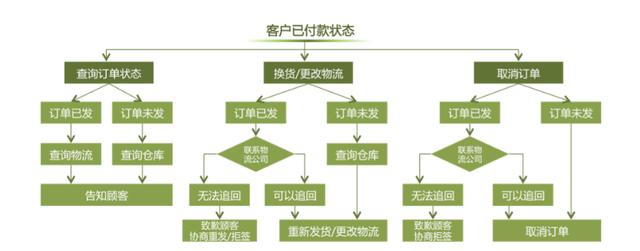 客户已付款状态
查询订单状态
换货/更改物流
取消订单
订单已发
订单未发
订单已发
订单未发
订单已发
订单未发
查询物流
查询仓库
联系物
流公司
查询仓库
联系物
流公司
告知顾客
无法追回
可以追回
无法追回
可以追回
致歉顾客
协商重发/拒签
重新发货/更改物流
致歉顾客
协商拒签
取消订单